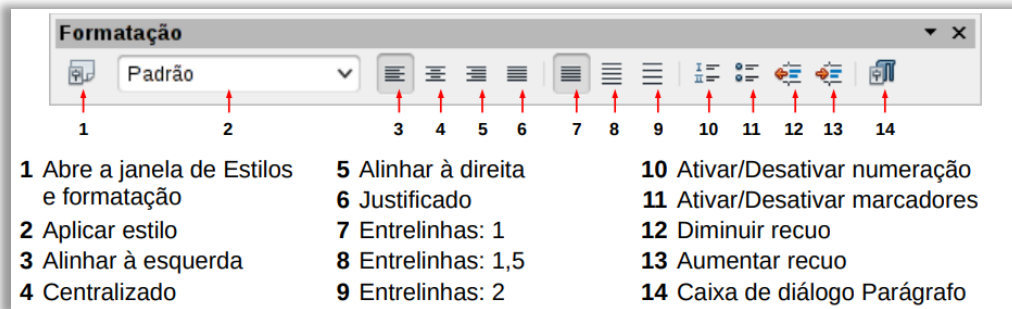 Formatação
Padrão
1 2 3 4 5 6 7 8 9 10 11 12 13 14
1 Abre a janela de Estilos
e formatação
2 Aplicar estilo
3 Alinhar à esquerda
4 Centralizado
5 Alinhar à direita
6 Justificado
7 Entrelinhas: 1
8 Entrelinhas: 1,5
9 Entrelinhas: 2
10 Ativar/Desativar numeração
11 Ativar/Desativar marcadores
12 Diminuir recuo
13 Aumentar recuo
14 Caixa de diálogo Parágrafo